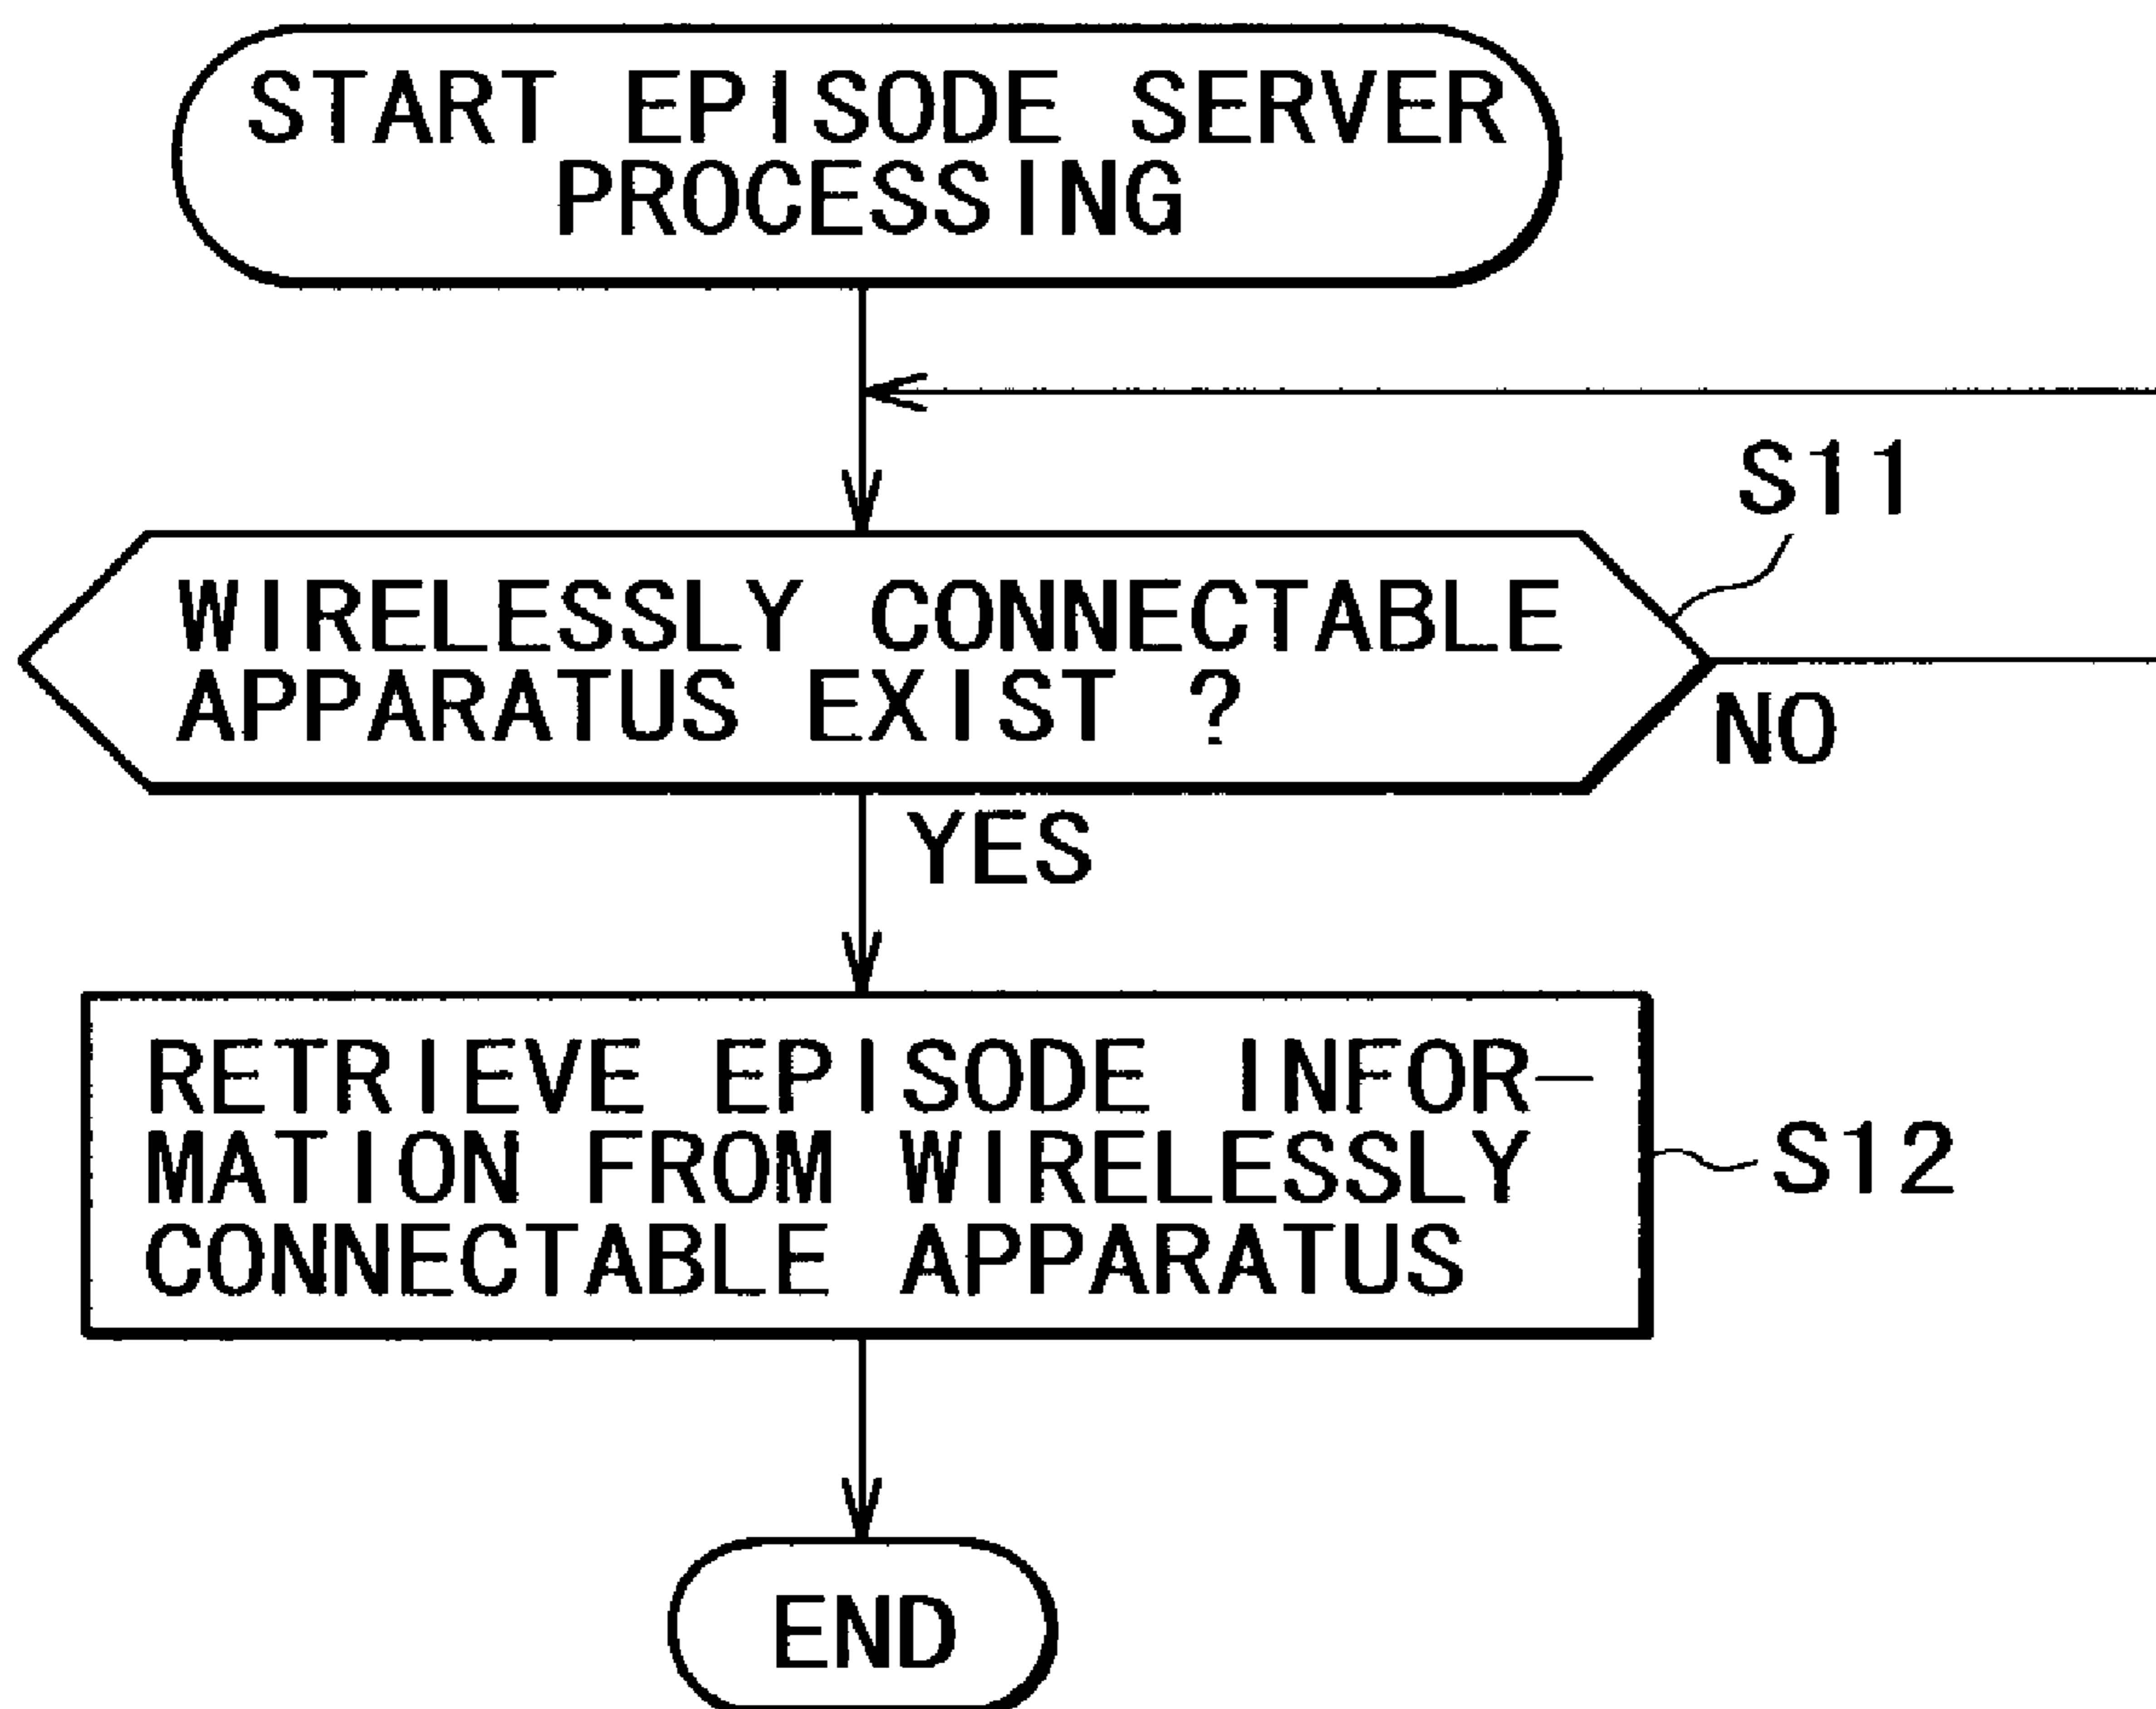 START EPISODE SERVER
PROCESSING
S11
WIRELESSLY CONNECTABLE
APPARATUS EXIST ?
NO
YES
RETRIEVE EPISODE INFOR-
MATION FROM WIRELESSLY
CONNECTABLE APPARATUS
S12
END